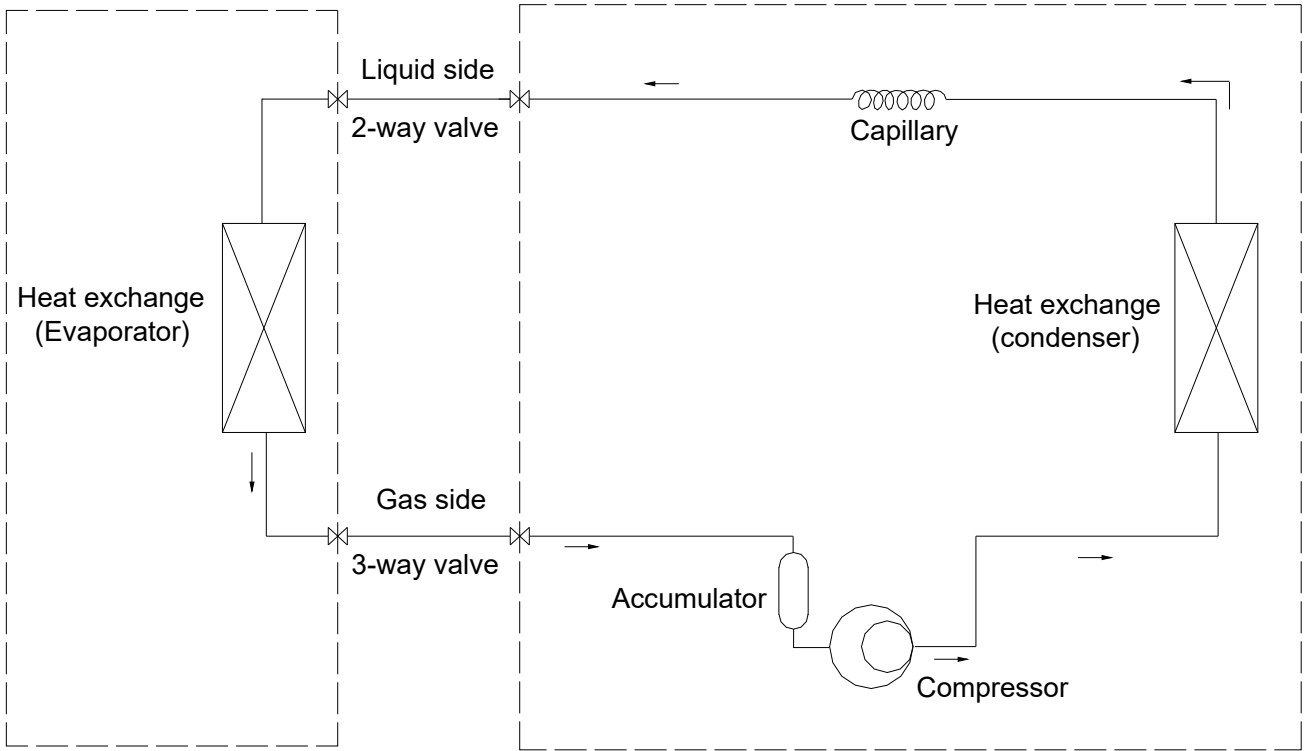 Liquid side
2-way valve
Capillary
Heat exchange
(Evaporator)
Heat exchange
(condenser)
Gas side
3-way valve
Accumulator
Compressor